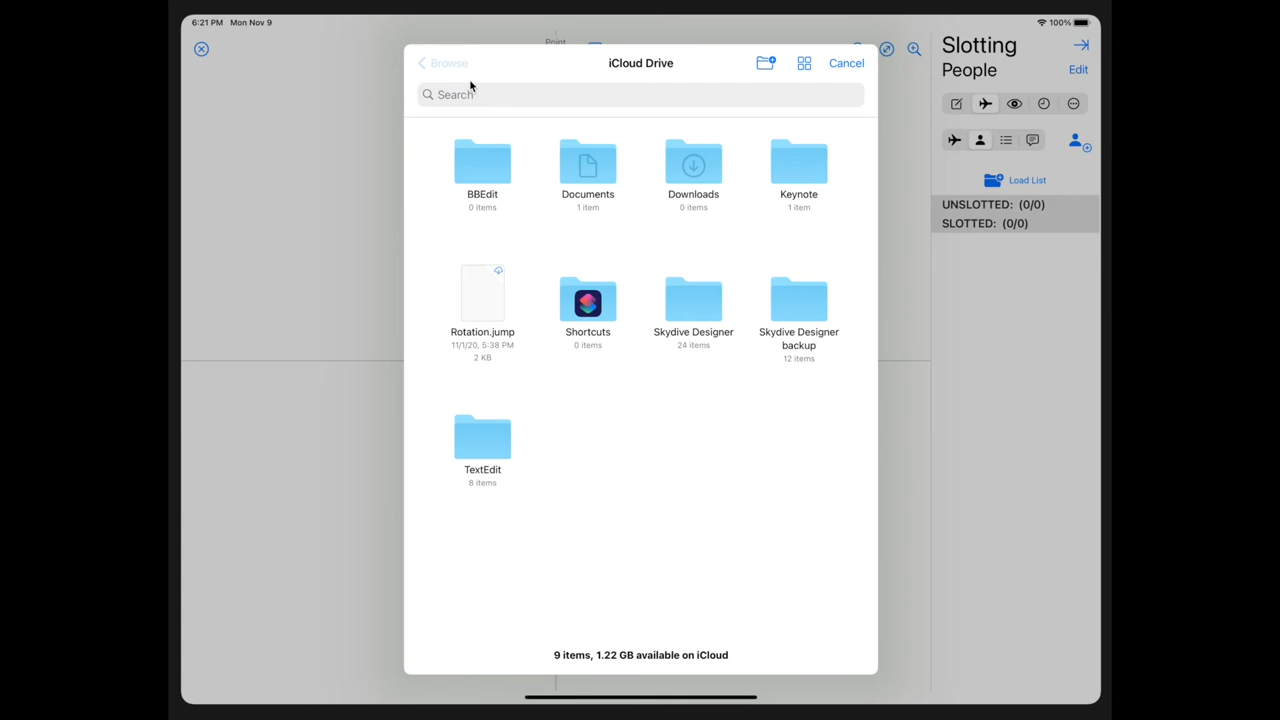 6:21 PM Mon Nov 9
100%
Point
Slotting
People
Edit
Load List
UNSLOTTED: (0/0)
SLOTTED: (0/0)
Browse
iCloud Drive
Cancel
Search
BBEdit
0 items
Documents
1 item
Downloads
0 items
Keynote
1 item
Rotation.jump
11/1/20, 5:38 PM
2 KB
Shortcuts
0 items
Skydive Designer
24 items
Skydive Designer
backup
12 items
TextEdit
8 items
9 items, 1.22 GB available on iCloud